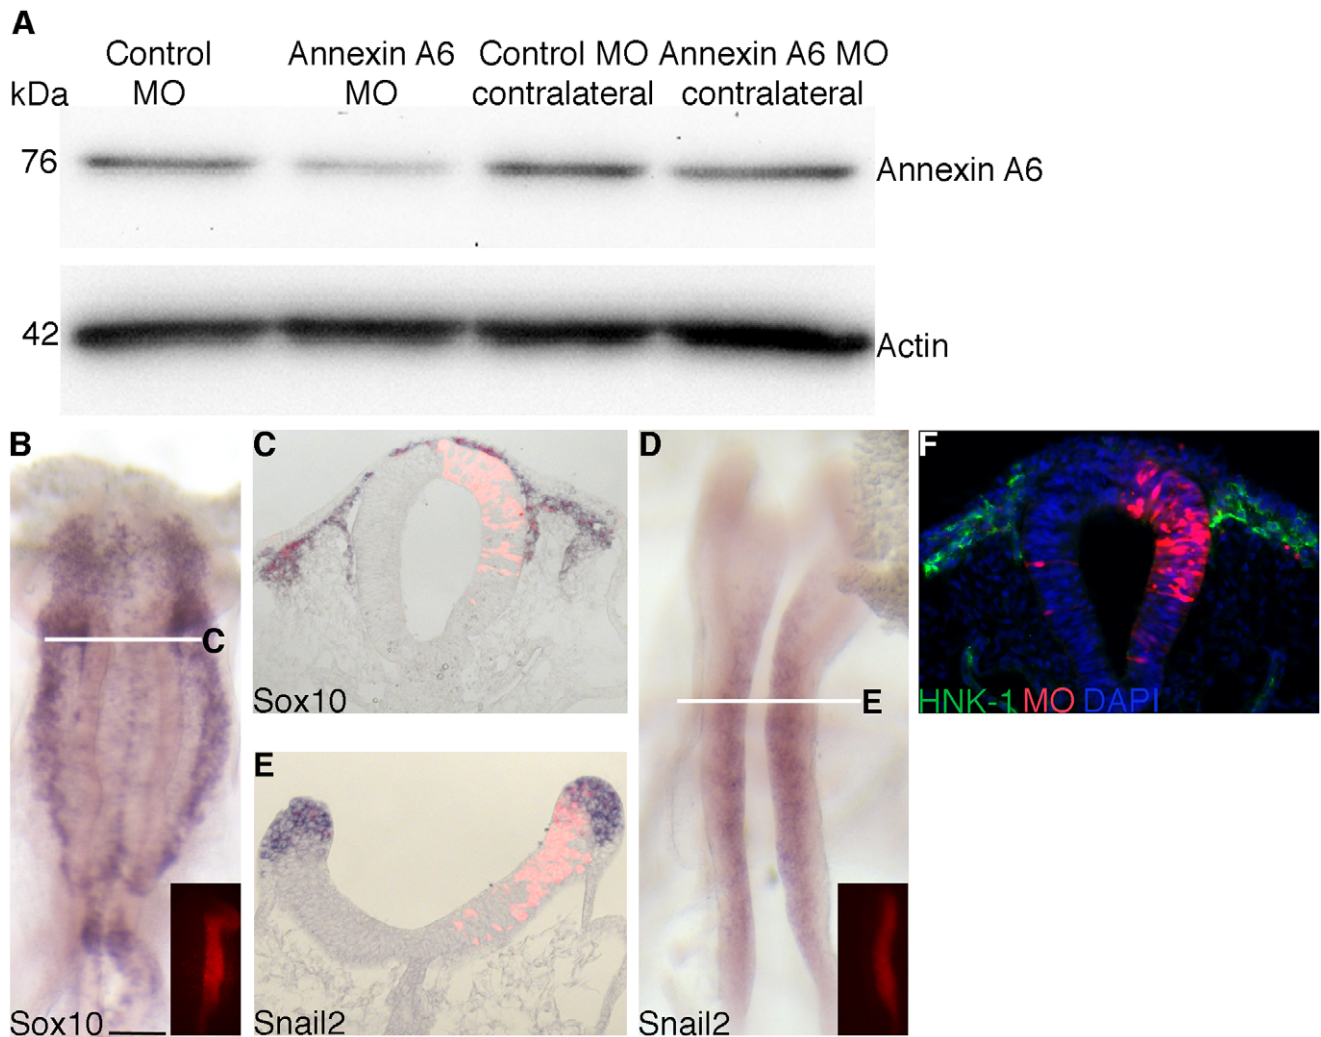 A
Control
MO
Annexin A6
MO
Control MO
contralateral
Annexin A6 MO
contralateral
kDa
76
Annexin A6
42
Actin
B
C
Sox10
C
Sox10
D
E
Snail2
E
Snail2
F
HNK-1 MO DAPI